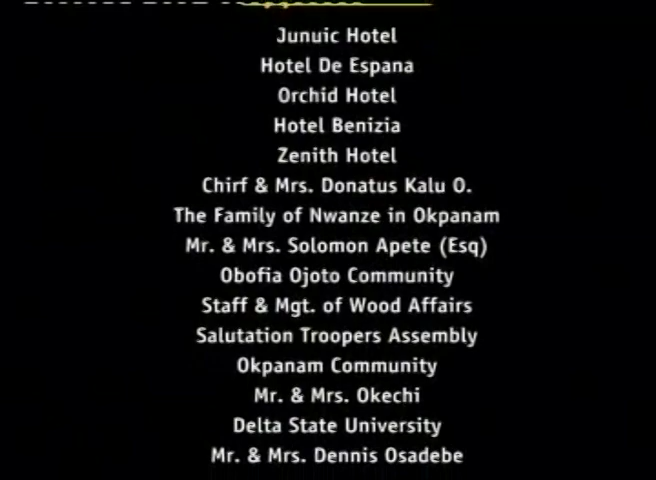 Junuic Hotel
Hotel De Espana
Orchid Hotel
Hotel Benizia
Zenith Hotel
Chirf & Mrs. Donatus Kalu O.
The Family of Nwanze in Okpanam
Mr. & Mrs. Solomon Apete (Esq)
Obofia Ojoto Community
Staff & Mgt. of Wood Affairs
Salutation Troopers Assembly
Okpanam Community
Mr. & Mrs. Okechi
Delta State University
Mr. & Mrs. Dennis Osadebe